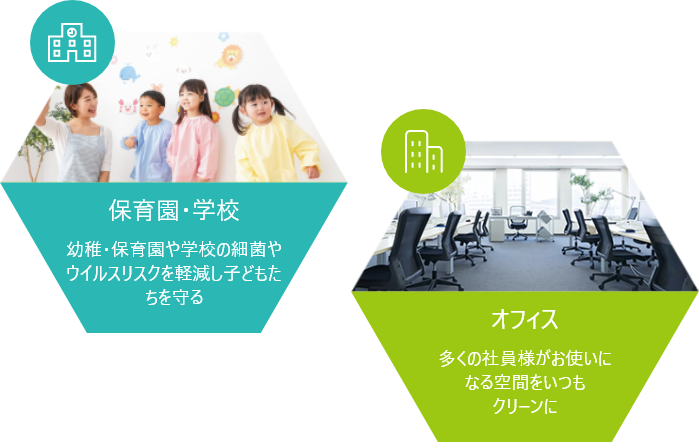 保育園・学校
幼稚・保育園や学校の細菌や
ウイルスリスクを軽減し子どもた
ちを守る
オフィス
多くの社員様がお使いに
なる空間をいつも
クリーンに